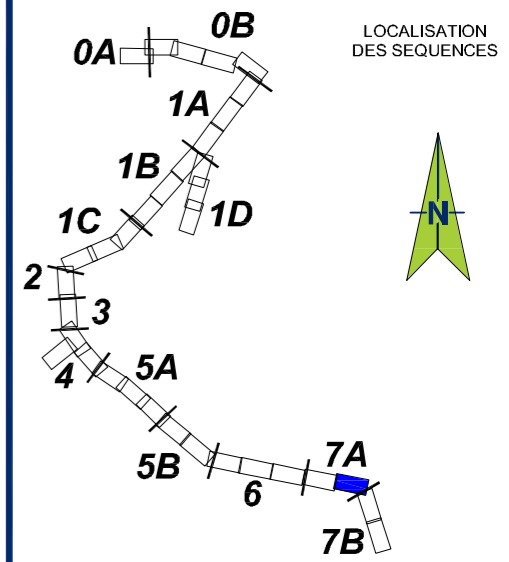 LOCALISATION
DES SEQUENCES
0A
0B
1A
1B
1C
1D
N
2
3
4
5A
5B
6
7A
7B